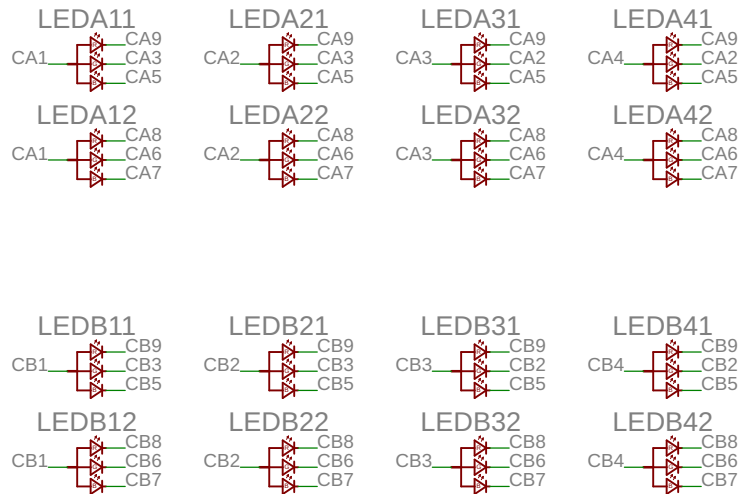 LEDA11 LEDA21 LEDA31 LEDA41
CA9 CA9 CA9 CA9
CA1 CA3 CA2 CA3 CA3 CA2 CA4 CA2
CA5 CA5 CA5 CA5
LEDA12 LEDA22 LEDA32 LEDA42
CA8 CA8 CA8 CA8
CA1 CA6 CA2 CA6 CA3 CA6 CA4 CA6
CA7 CA7 CA7 CA7
LEDB11 LEDB21 LEDB31 LEDB41
CB9 CB9 CB9 CB9
CB1 CB3 CB2 CB3 CB3 CB2 CB4 CB2
CB5 CB5 CB5 CB5
LEDB12 LEDB22 LEDB32 LEDB42
CB8 CB8 CB8 CB8
CB1 CB6 CB2 CB6 CB3 CB6 CB4 CB6
CB7 CB7 CB7 CB7